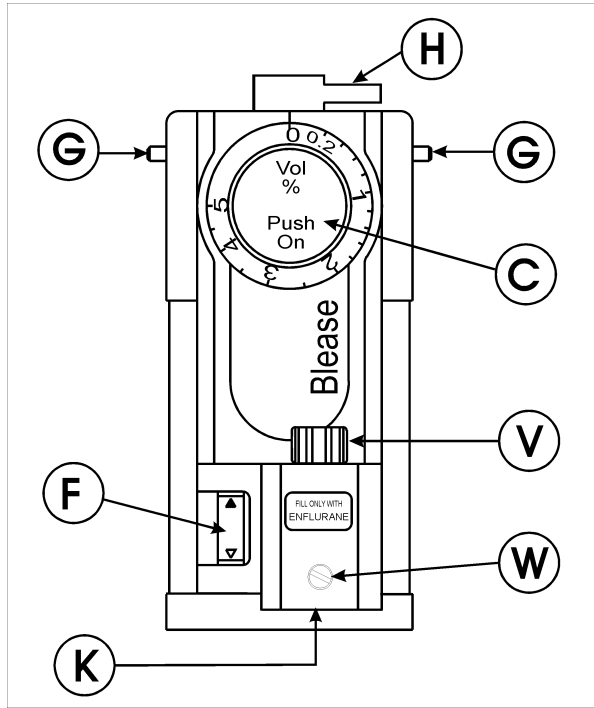 H
G
G
0 0.2 1 2 3 4 5
Vol
%
Push
On
C
Blease
V
F
FILL ONLY WITH
ENFLURANE
W
K